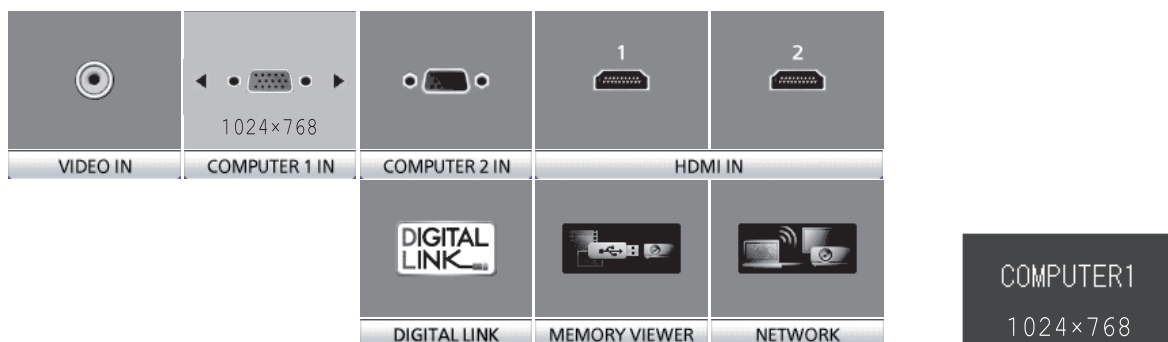 1
2
1024×768
VIDEO IN
COMPUTER 1 IN
COMPUTER 2 IN
HDMI IN
DIGITAL
LINK
DIGITAL LINK
MEMORY VIEWER
NETWORK
COMPUTER1
1024×768